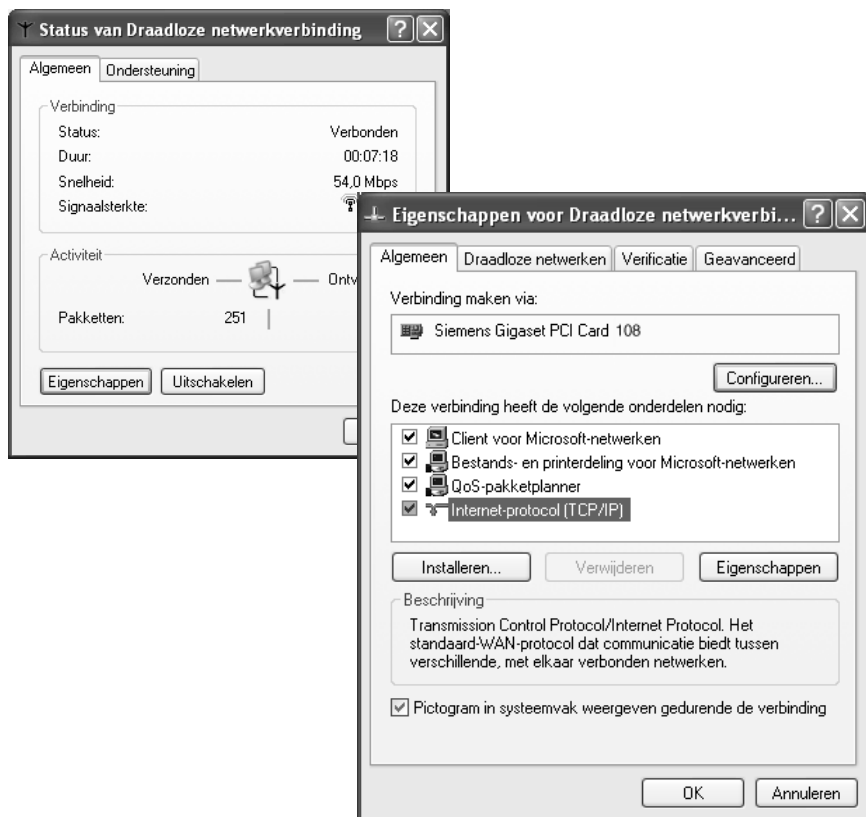 Status van Draadloze netwerkverbinding
Algemeen
Ondersteuning
Verbinding
Status: Verbonden
Duur: 00:07:18
Snelheid: 54,0 Mbps
Signaalsterkte:
Activiteit
Verzonden
Pakketten: 251
Eigenschappen
Uitschakelen
Eigenschappen voor Draadloze netwerkverbi...
Algemeen
Draadloze netwerken
Verificatie
Geavanceerd
Verbinding maken via:
Siemens Gigaset PCI Card 108
Configureren...
Deze verbinding heeft de volgende onderdelen nodig:
Client voor Microsoft-netwerken
Bestands- en printerdeling voor Microsoft-netwerken
QoS-pakketplanner
Internet-protocol (TCP/IP)
Installeren...
Verwijderen
Eigenschappen
Beschrijving
Transmission Control Protocol/Internet Protocol. Het
standaard-WAN-protocol dat communicatie biedt tussen
verschillende, met elkaar verbonden netwerken.
Pictogram in systeemvak weergeven gedurende de verbinding
OK
Annuleren